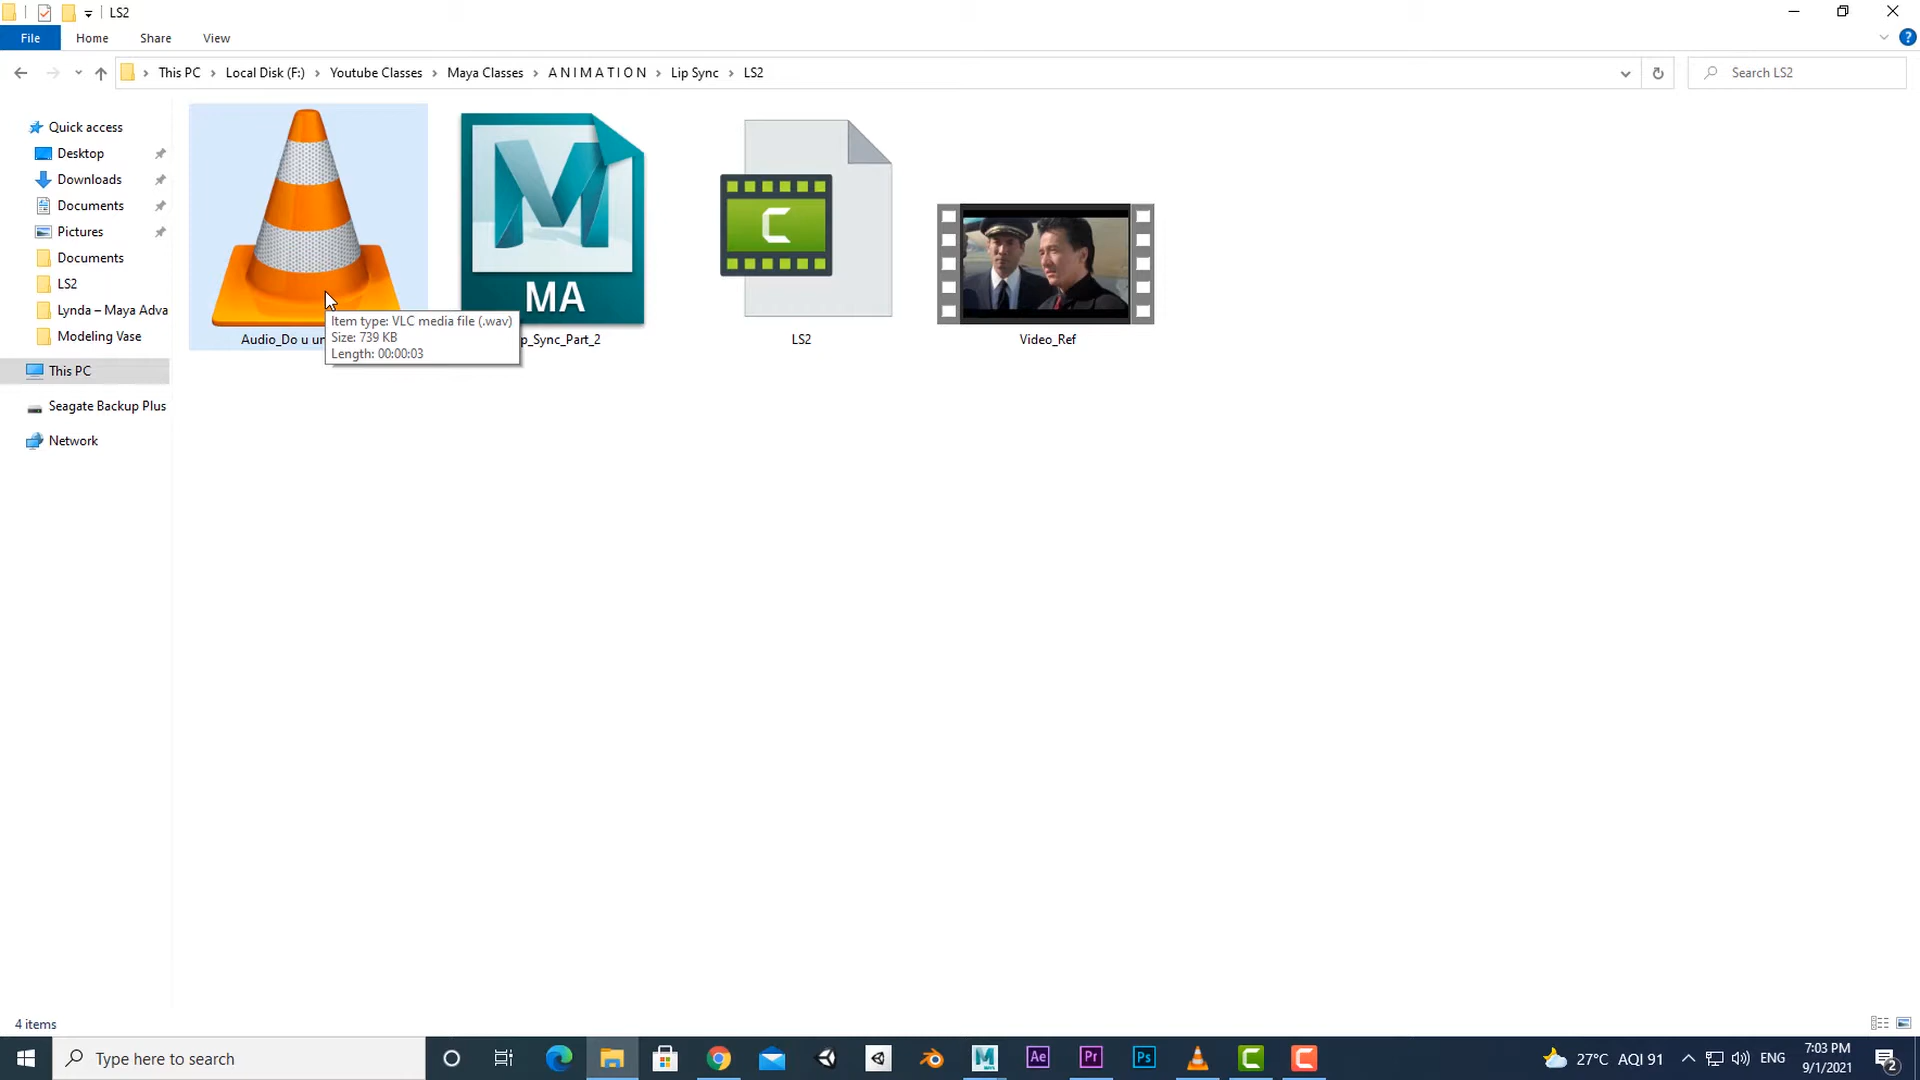 LS2
File Home Share View
This PC > Local Disk (F:) > Youtube Classes > Maya Classes > A N I M A T I O N > Lip Sync > LS2
Search LS2
Quick access
Desktop
Downloads
Documents
Pictures
Documents
LS2
Lynda – Maya Adva
Modeling Vase
This PC
Seagate Backup Plus
Network
MA
C
Audio_Do u
p_Sync_Part_2
LS2
Video_Ref
Item type: VLC media file (.wav)
Size: 739 KB
Length: 00:00:03
4 items
Type here to search
Ae
Pr
Ps
27°C AQI 91
ENG
7:03 PM
9/1/2021
2